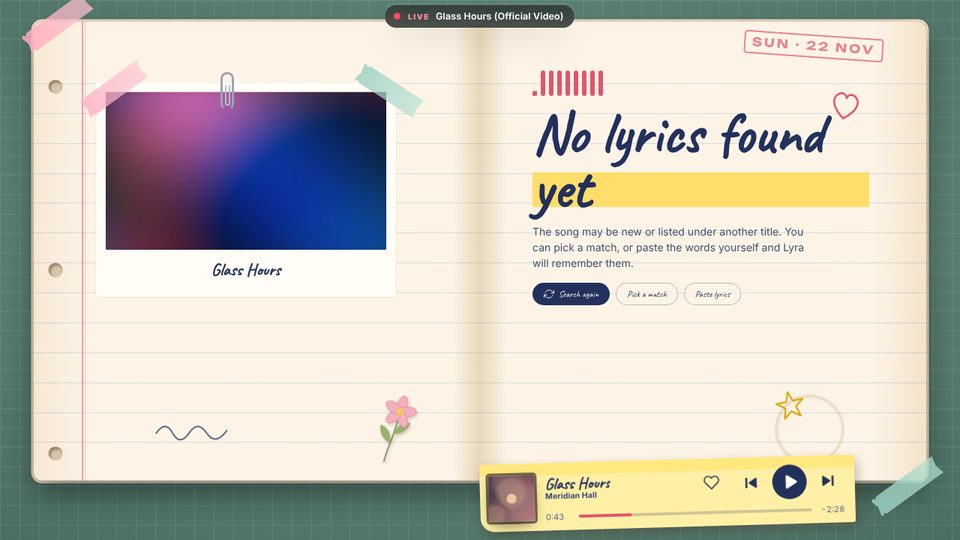 LIVE Glass Hours (Official Video)
SUN · 22 NOV
Glass Hours
No lyrics found
yet
The song may be new or listed under another title. You
can pick a match, or paste the words yourself and Lyra
will remember them.
Search again Pick a match Paste lyrics
Glass Hours
Meridian Hall
0:43 -2:28